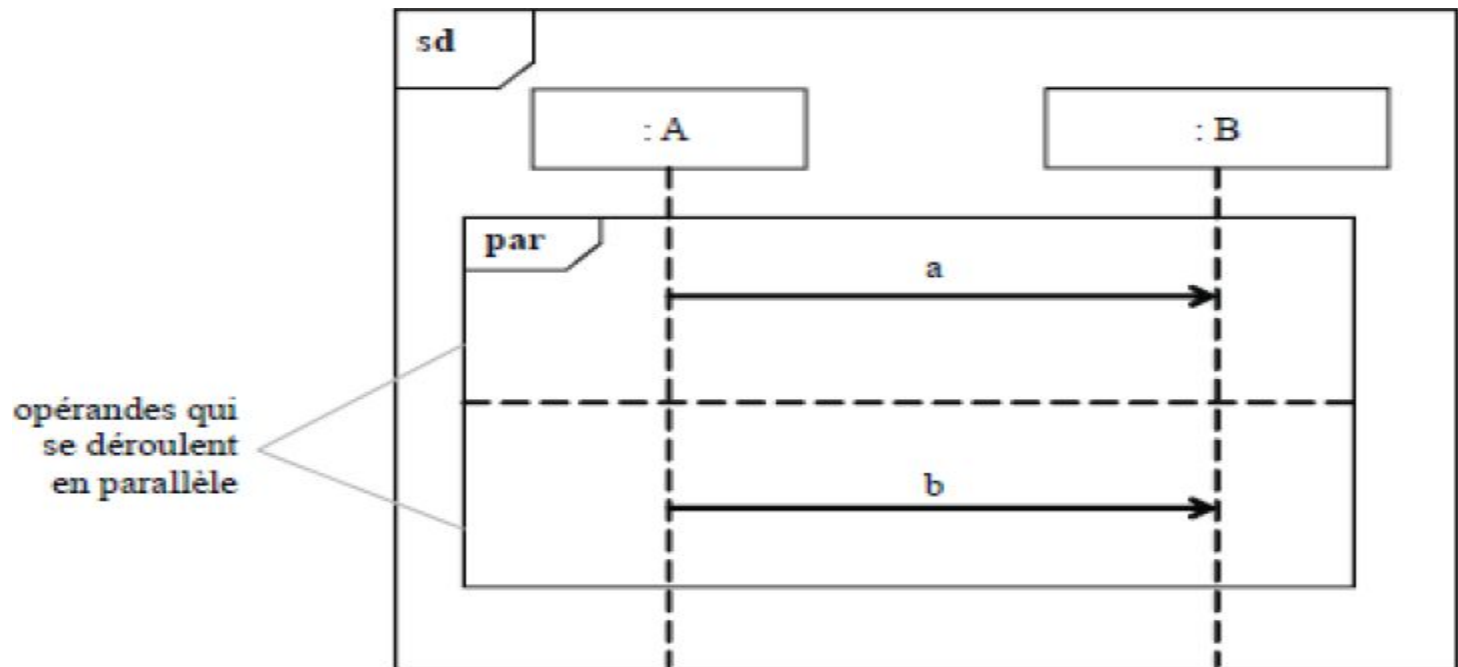 sd
: A
: B
par
a
opérandes qui
se déroulent
en parallèle
b